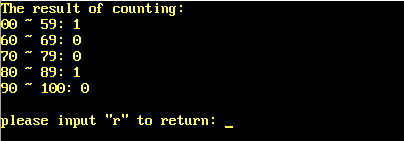 The result of counting:
00 ~ 59: 1
60 ~ 69: 0
70 ~ 79: 0
80 ~ 89: 1
90 ~ 100: 0
please input "r" to return: _